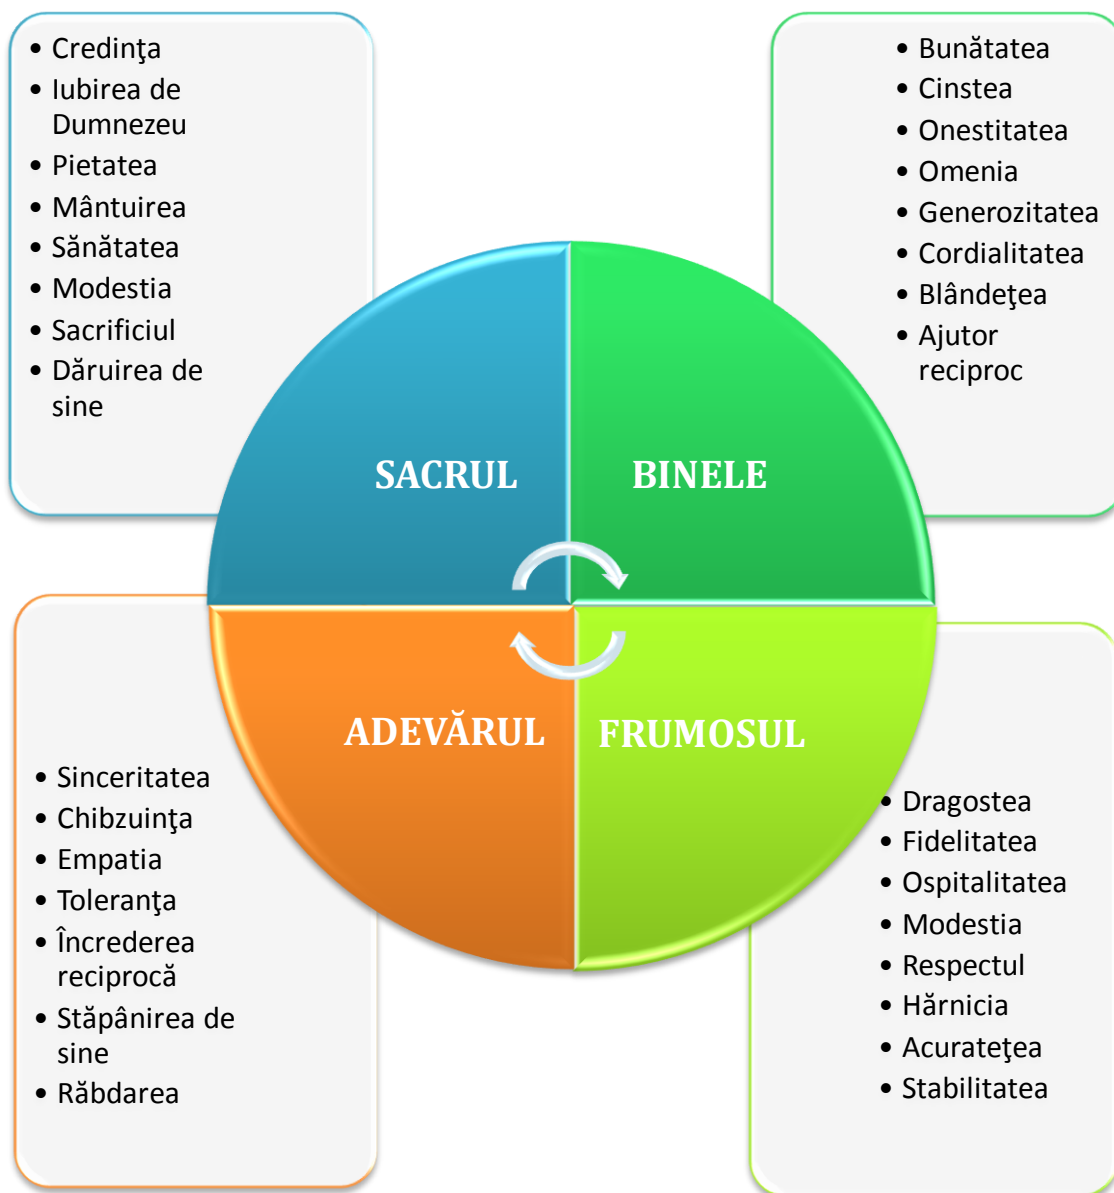 • Credinţa
• Iubirea de
Dumnezeu
• Pietatea
• Mântuirea
• Sănătatea
• Modestia
• Sacrificiul
• Dăruirea de
sine
• Bunătatea
• Cinstea
• Onestitatea
• Omenia
• Generozitatea
• Cordialitatea
• Blândeţea
• Ajutor
reciproc
SACRUL
BINELE
ADEVĂRUL
FRUMOSUL
• Sinceritatea
• Chibzuinţa
• Empatia
• Toleranţa
• Încrederea
reciprocă
• Stăpânirea de
sine
• Răbdarea
• Dragostea
• Fidelitatea
• Ospitalitatea
• Modestia
• Respectul
• Hărnicia
• Acurateţea
• Stabilitatea